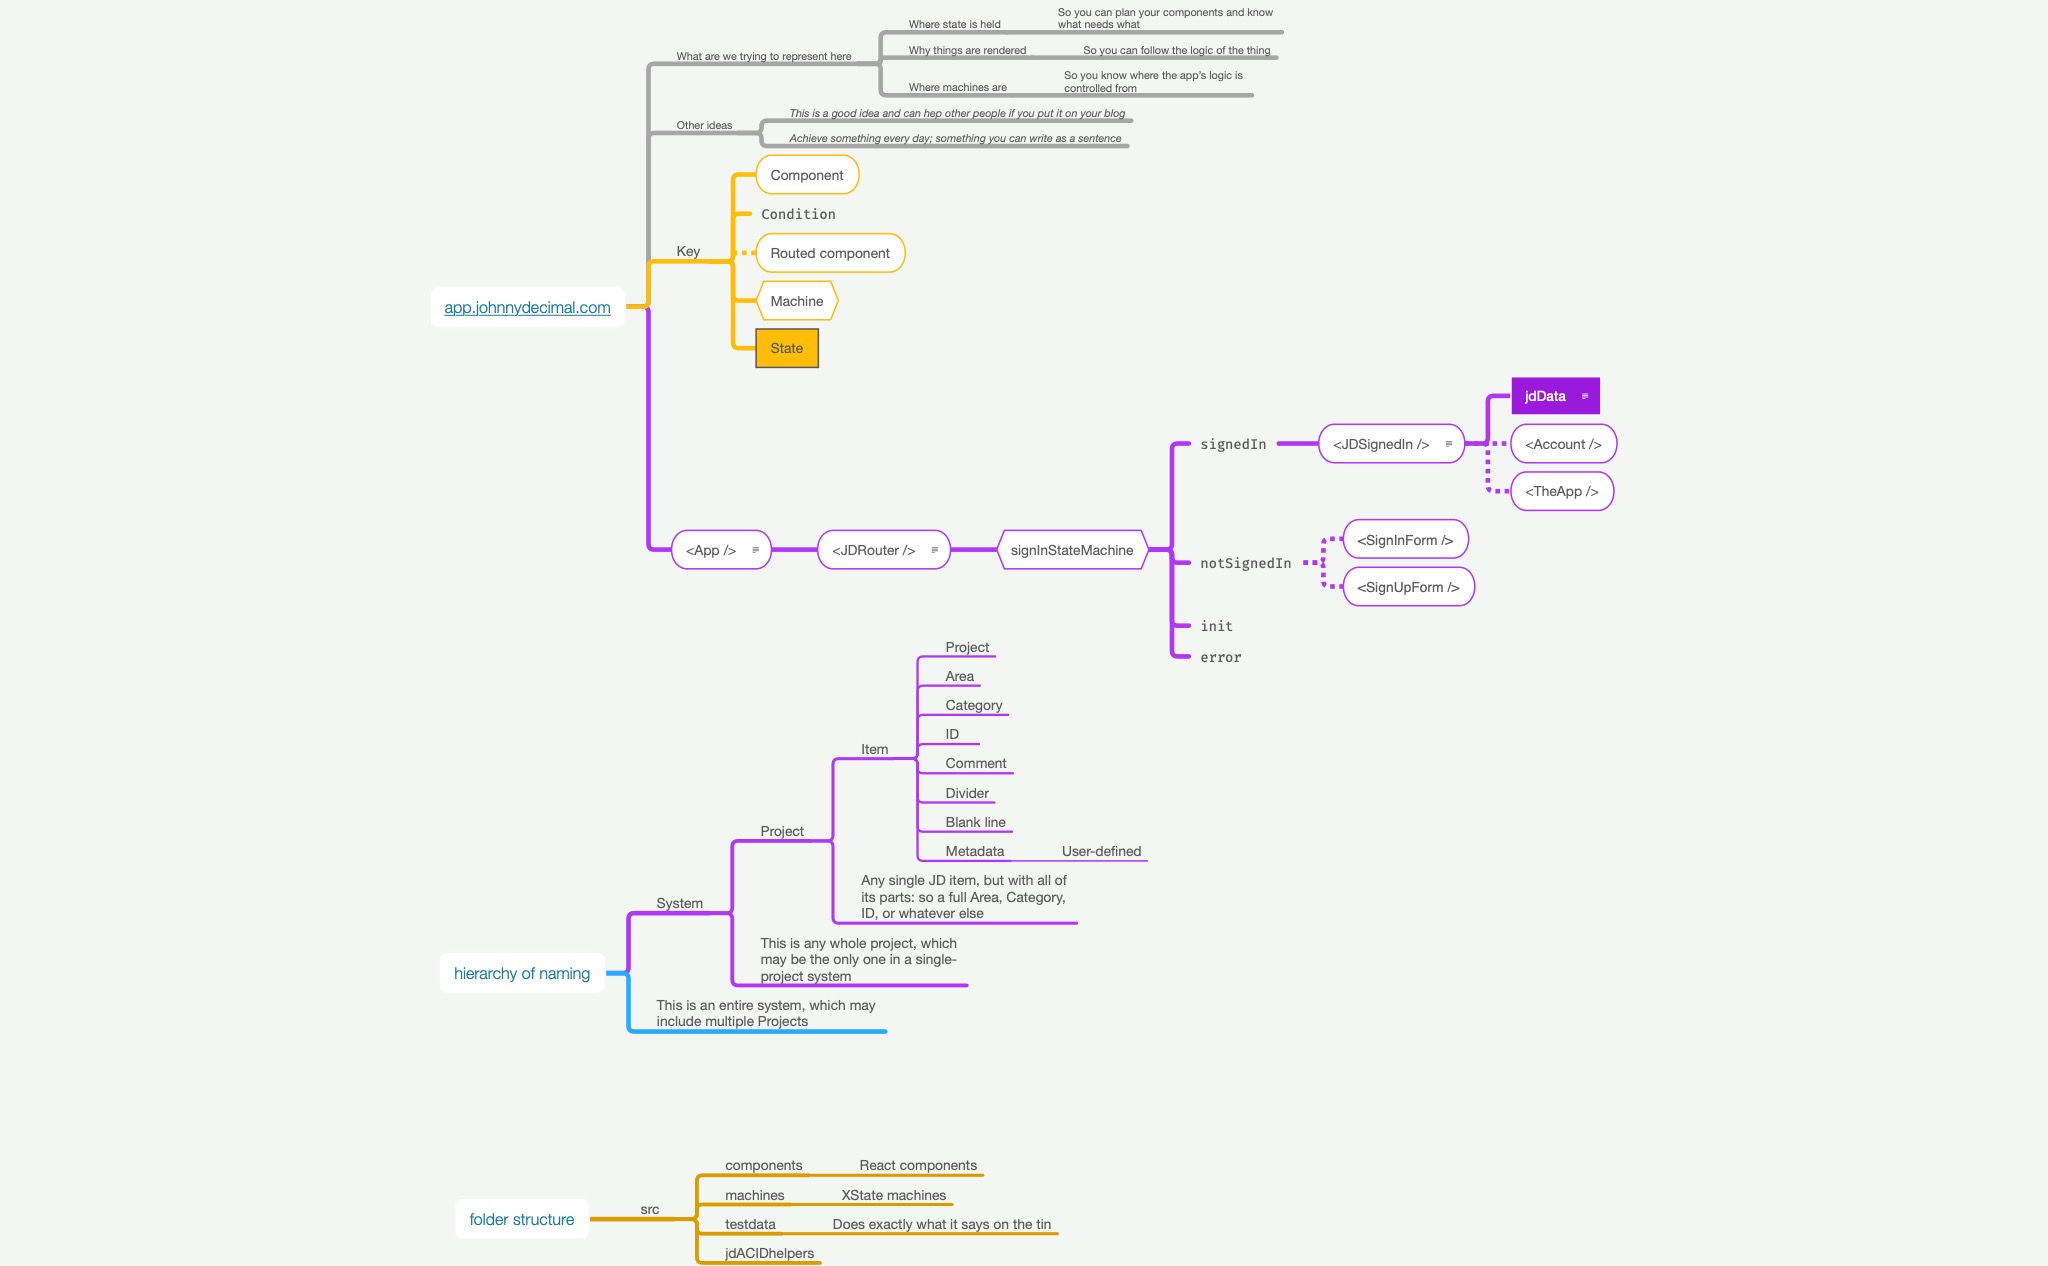 So you can plan your components and know
what needs what
Where state is held
Why things are rendered
So you can follow the logic of the thing
What are we trying to represent here
So you know where the app's logic is
controlled from
Where machines are
This is a good idea and can hep other people if you put it on your blog
Other ideas
Achieve something every day; something you can write as a sentence
Component
Condition
Key
Routed component
Machine
State
app.johnnydecimal.com
jdData
signedIn
<JDSignedIn />
<Account />
<TheApp />
<App />
<JDRouter />
signInStateMachine
<SignInForm />
notSignedIn
<SignUpForm />
init
error
Project
Area
Category
ID
Item
Comment
Divider
Blank line
Metadata
User-defined
Project
Any single JD item, but with all of
its parts: so a full Area, Category,
ID, or whatever else
System
This is any whole project, which
may be the only one in a single-
project system
hierarchy of naming
This is an entire system, which may
include multiple Projects
components
React components
machines
XState machines
src
folder structure
testdata
Does exactly what it says on the tin
jdACIDhelpers